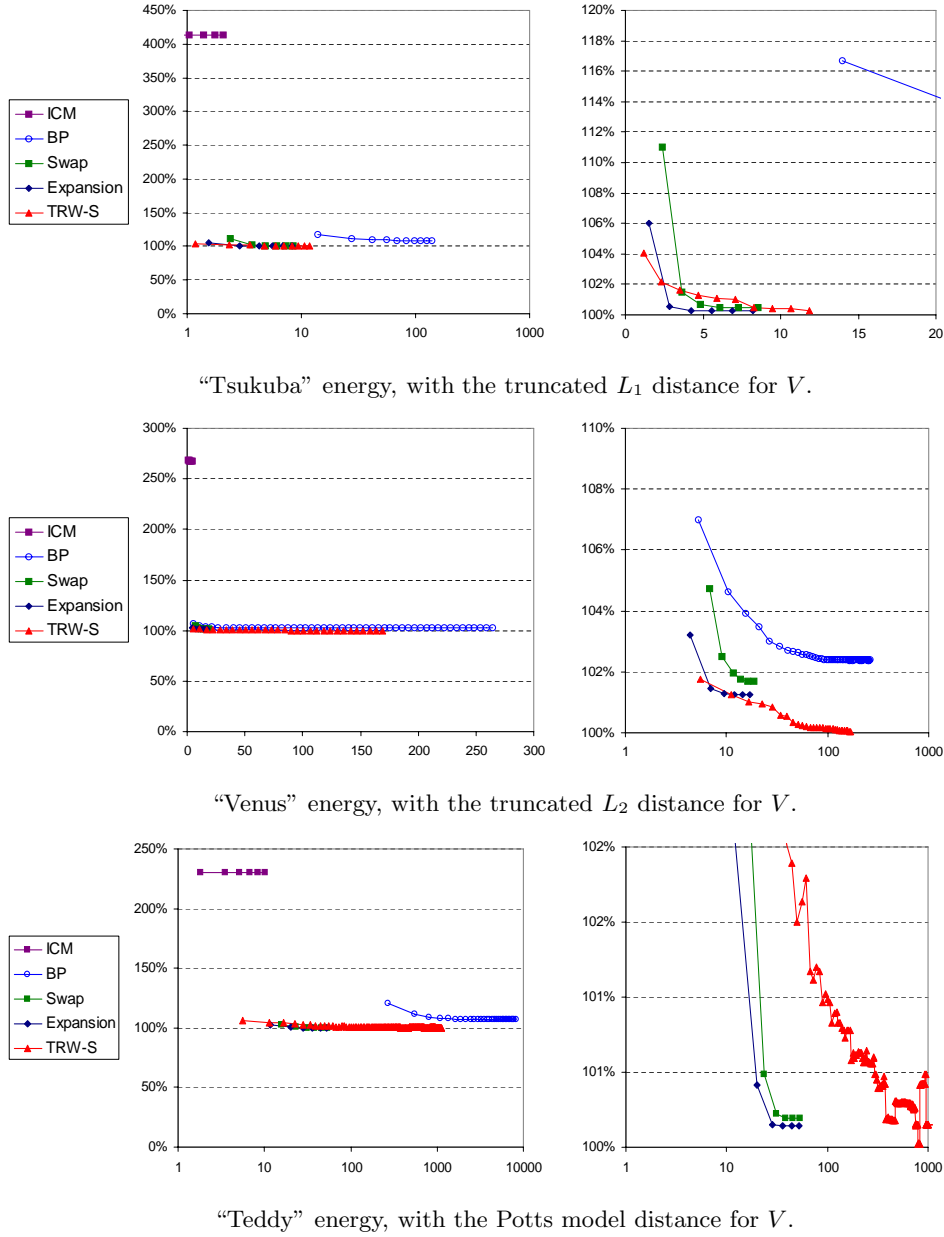 450%
400%
350%
300%
250%
200%
150%
100%
50%
0%
1 10 100 1000
ICM
BP
Swap
Expansion
TRW-S
120%
118%
116%
114%
112%
110%
108%
106%
104%
102%
100%
0 5 10 15 20
“Tsukuba” energy, with the truncated L1 distance for V.
300%
250%
200%
150%
100%
50%
0%
0 50 100 150 200 250 300
ICM
BP
Swap
Expansion
TRW-S
110%
108%
106%
104%
102%
100%
1 10 100 1000
“Venus” energy, with the truncated L2 distance for V.
250%
200%
150%
100%
50%
0%
1 10 100 1000 10000
ICM
BP
Swap
Expansion
TRW-S
102%
102%
101%
101%
100%
1 10 100 1000
“Teddy” energy, with the Potts model distance for V.